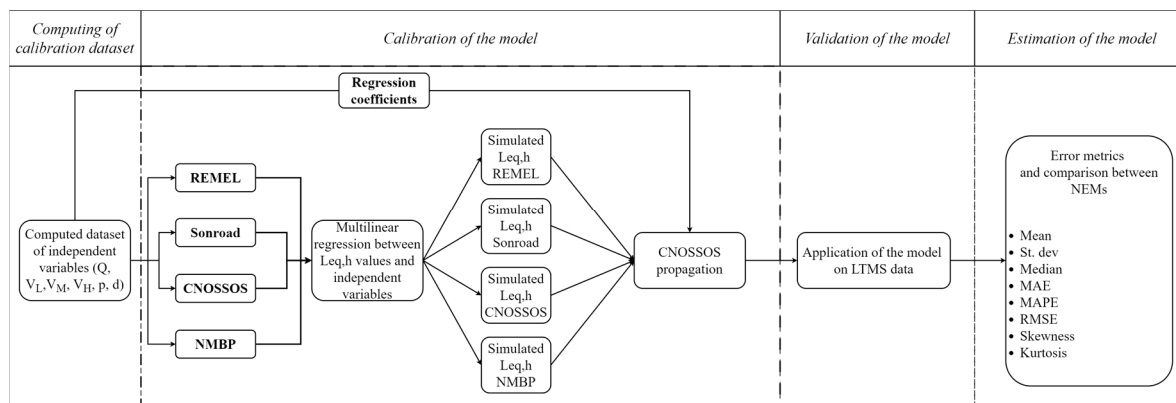 Computing of
calibration dataset
Calibration of the model
Validation of the model
Estimation of the model
Regression
coefficients
Computed dataset
of independent
variables (Q,
V_L,V_M, V_H, p, d)
REMEL
Sonroad
CNOSSOS
NMBP
Multilinear
regression between
Leq,h values and
independent
variables
Simulated
Leq,h
REMEL
Simulated
Leq,h
Sonroad
Simulated
Leq,h
CNOSSOS
Simulated
Leq,h
NMBP
CNOSSOS
propagation
Application of the model
on LTMS data
Error metrics
and comparison between
NEMs
• Mean
• St. dev
• Median
• MAE
• MAPE
• RMSE
• Skewness
• Kurtosis